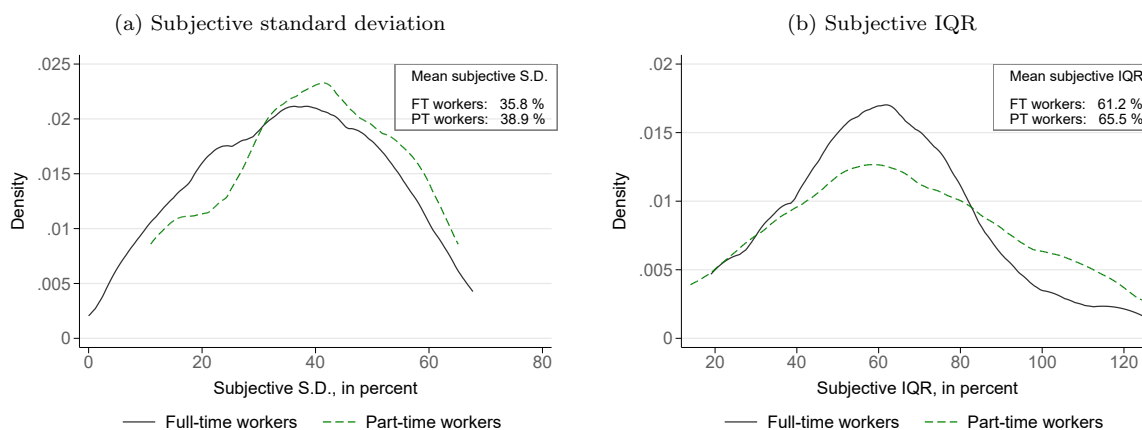 (a) Subjective standard deviation
.025
.02
.015
.01
.005
0
Density
Mean subjective S.D.
FT workers: 35.8 %
PT workers: 38.9 %
0 20 40 60 80
Subjective S.D., in percent
Full-time workers Part-time workers
(b) Subjective IQR
.02
.015
.01
.005
0
Density
Mean subjective IQR
FT workers: 61.2 %
PT workers: 65.5 %
20 40 60 80 100 120
Subjective IQR, in percent
Full-time workers Part-time workers